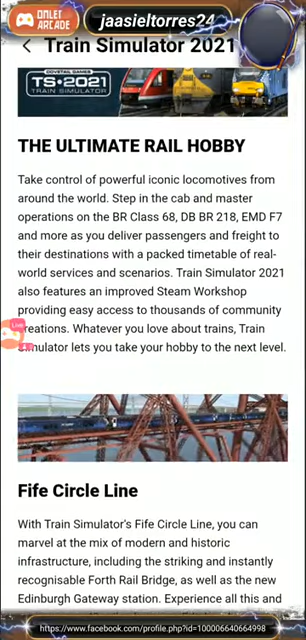 OMLET ARCADE
jaasieltorres24
Train Simulator 2021
DOVETAIL GAMES
TS•2021
TRAIN SIMULATOR
THE ULTIMATE RAIL HOBBY
Take control of powerful iconic locomotives from
around the world. Step in the cab and master
operations on the BR Class 68, DB BR 218, EMD F7
and more as you deliver passengers and freight to
their destinations with a packed timetable of real-
world services and scenarios. Train Simulator 2021
also features an improved Steam Workshop
providing easy access to thousands of community
reations. Whatever you love about trains, Train
Simulator lets you take your hobby to the next level.
Live
Fife Circle Line
With Train Simulator's Fife Circle Line, you can
marvel at the mix of modern and historic
infrastructure, including the striking and instantly
recognisable Forth Rail Bridge, as well as the new
Edinburgh Gateway station. Experience all this and
https://www.facebook.com/profile.php?id=100006640664998